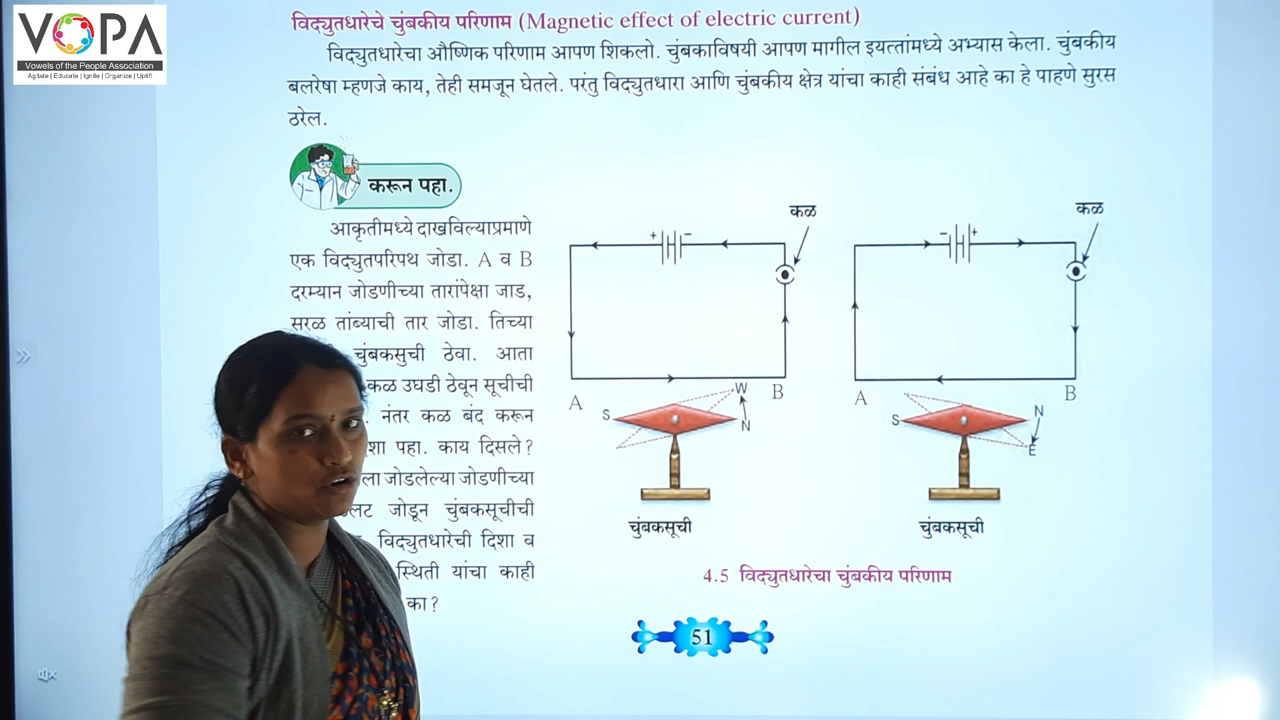 VOPA
Vowels of the People Association
Agitate | Educate | Ignite | Organize | Uplift
विद्युतधारेचे चुंबकीय परिणाम (Magnetic effect of electric current)
विद्युतधारेचा औष्णिक परिणाम आपण शिकलो. चुंबकाविषयी आपण मागील इयत्तांमध्ये अभ्यास केला. चुंबकीय
बलरेषा म्हणजे काय, तेही समजून घेतले. परंतु विद्युतधारा आणि चुंबकीय क्षेत्र यांचा काही संबंध आहे का हे पाहणे सुरस
ठरेल.
करून पहा.
आकृतीमध्ये दाखविल्याप्रमाणे
एक विद्युतपरिपथ जोडा. A व B
दरम्यान जोडणीच्या तारांपेक्षा जाड,
सरळ तांब्याची तार जोडा. तिच्या
चुंबकसुची ठेवा. आता
कळ उघडी ठेवून सूचीची
नंतर कळ बंद करून
पहा. काय दिसले?
जोडलेल्या जोडणीच्या
जोडून चुंबकसूचीची
विद्युतधारेची दिशा व
स्थिती यांचा काही
का?
+ −
कळ
A
B
S
W
N
चुंबकसूची
− +
कळ
A
B
S
N
E
चुंबकसूची
4.5 विद्युतधारेचा चुंबकीय परिणाम
51